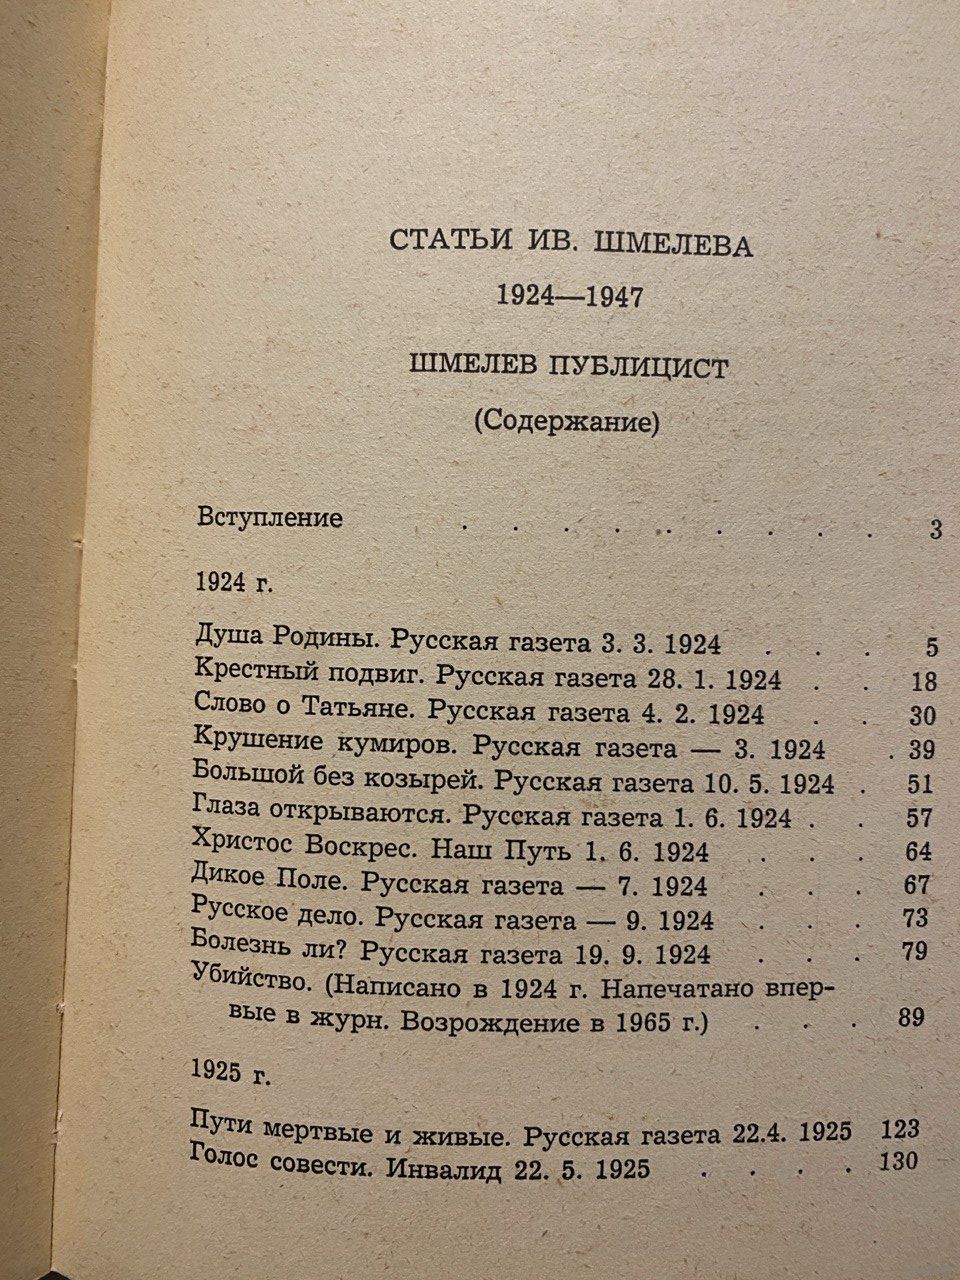 СТАТЬИ ИВ. ШМЕЛЕВА
1924—1947
ШМЕЛЕВ ПУБЛИЦИСТ
(Содержание)
Вступление . . . . . . . . . 3
1924 г.
Душа Родины. Русская газета 3. 3. 1924 . . . 5
Крестный подвиг. Русская газета 28. 1. 1924 . . 18
Слово о Татьяне. Русская газета 4. 2. 1924 . . 30
Крушение кумиров. Русская газета — 3. 1924 . 39
Большой без козырей. Русская газета 10. 5. 1924 . 51
Глаза открываются. Русская газета 1. 6. 1924 . . 57
Христос Воскрес. Наш Путь 1. 6. 1924 . . . 64
Дикое Поле. Русская газета — 7. 1924 . . . 67
Русское дело. Русская газета — 9. 1924 . . . 73
Болезнь ли? Русская газета 19. 9. 1924 . . . 79
Убийство. (Написано в 1924 г. Напечатано впер-
вые в журн. Возрождение в 1965 г.) . . . 89
1925 г.
Пути мертвые и живые. Русская газета 22.4. 1925 123
Голос совести. Инвалид 22. 5. 1925 . . . . 130